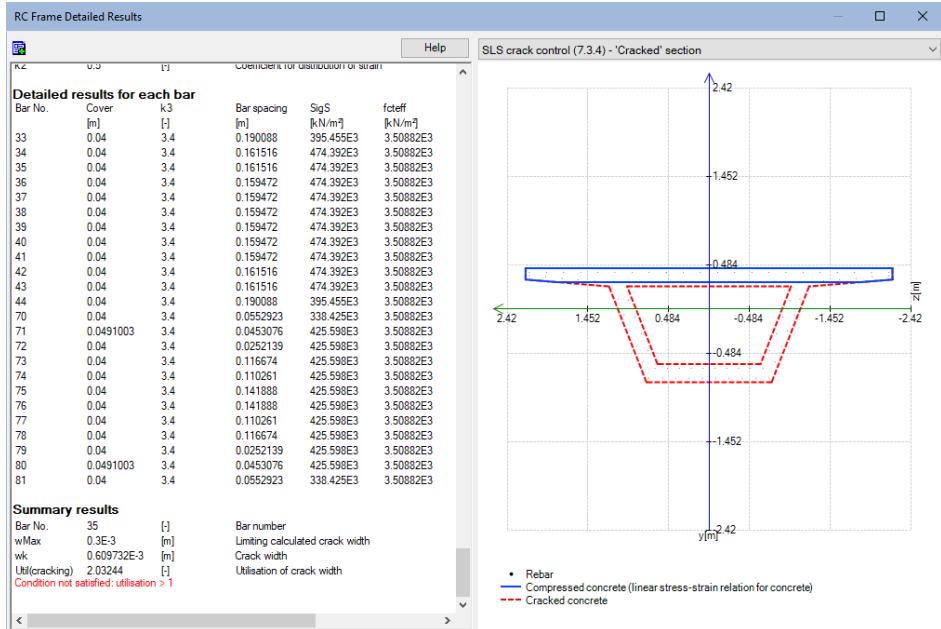 RC Frame Detailed Results
Help
SLS crack control (7.3.4) - 'Cracked' section
k2 0.5 [-] Coefficient for distribution of strain
Detailed results for each bar
Bar No. Cover k3 Bar spacing SigS fcteff
[m] [-] [m] [kN/m²] [kN/m²]
33 0.04 3.4 0.190088 395.455E3 3.50882E3
34 0.04 3.4 0.161516 474.392E3 3.50882E3
35 0.04 3.4 0.161516 474.392E3 3.50882E3
36 0.04 3.4 0.159472 474.392E3 3.50882E3
37 0.04 3.4 0.159472 474.392E3 3.50882E3
38 0.04 3.4 0.159472 474.392E3 3.50882E3
39 0.04 3.4 0.159472 474.392E3 3.50882E3
40 0.04 3.4 0.159472 474.392E3 3.50882E3
41 0.04 3.4 0.159472 474.392E3 3.50882E3
42 0.04 3.4 0.161516 474.392E3 3.50882E3
43 0.04 3.4 0.161516 474.392E3 3.50882E3
44 0.04 3.4 0.190088 395.455E3 3.50882E3
70 0.04 3.4 0.0552923 338.425E3 3.50882E3
71 0.0491003 3.4 0.0453076 425.598E3 3.50882E3
72 0.04 3.4 0.0252139 425.598E3 3.50882E3
73 0.04 3.4 0.116674 425.598E3 3.50882E3
74 0.04 3.4 0.110261 425.598E3 3.50882E3
75 0.04 3.4 0.141888 425.598E3 3.50882E3
76 0.04 3.4 0.141888 425.598E3 3.50882E3
77 0.04 3.4 0.110261 425.598E3 3.50882E3
78 0.04 3.4 0.116674 425.598E3 3.50882E3
79 0.04 3.4 0.0252139 425.598E3 3.50882E3
80 0.0491003 3.4 0.0453076 425.598E3 3.50882E3
81 0.04 3.4 0.0552923 338.425E3 3.50882E3
Summary results
Bar No. 35 [-] Bar number
wMax 0.3E-3 [m] Limiting calculated crack width
wk 0.609732E-3 [m] Crack width
Util(cracking) 2.03244 [-] Utilisation of crack width
Condition not satisfied: utilisation > 1
2.42
1.452
0.484
z[m]
2.42 1.452 0.484 -0.484 -1.452 -2.42
-0.484
-1.452
-2.42
y[m]
Rebar
Compressed concrete (linear stress-strain relation for concrete)
Cracked concrete